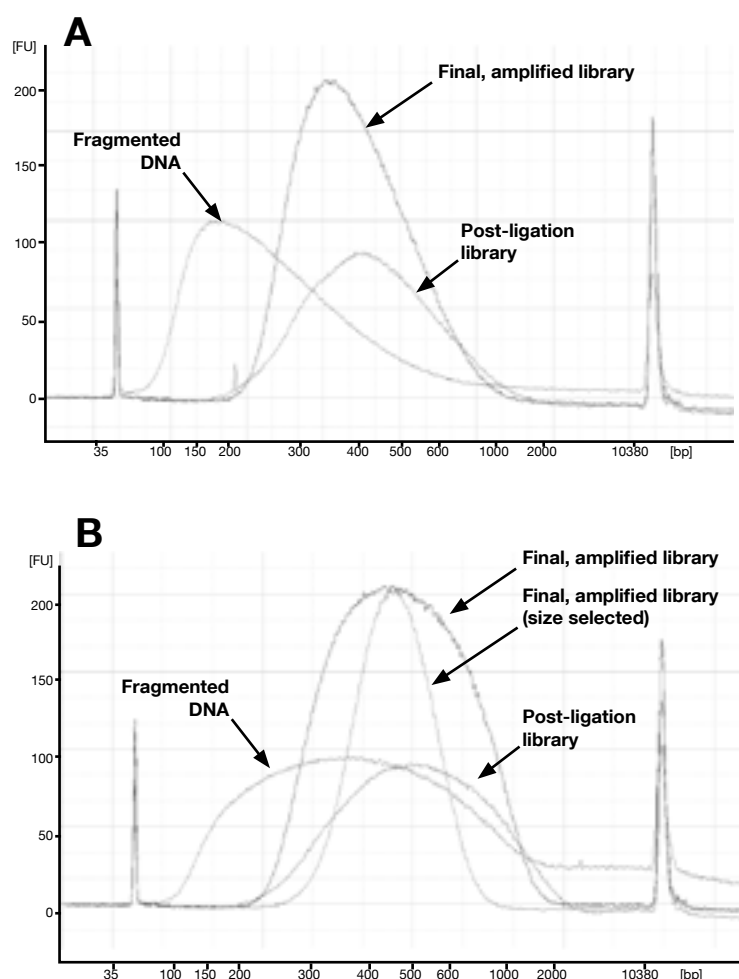 A
[FU]
Final, amplified library
200
Fragmented
DNA
150
Post-ligation
library
100
50
0
35 100 150 200 300 400 500 600 1000 2000 10380 [bp]
B
[FU]
Final, amplified library
Final, amplified library
(size selected)
200
150
Fragmented
DNA
Post-ligation
library
100
50
0
35 100 150 200 300 400 500 600 1000 2000 10380 [bp]